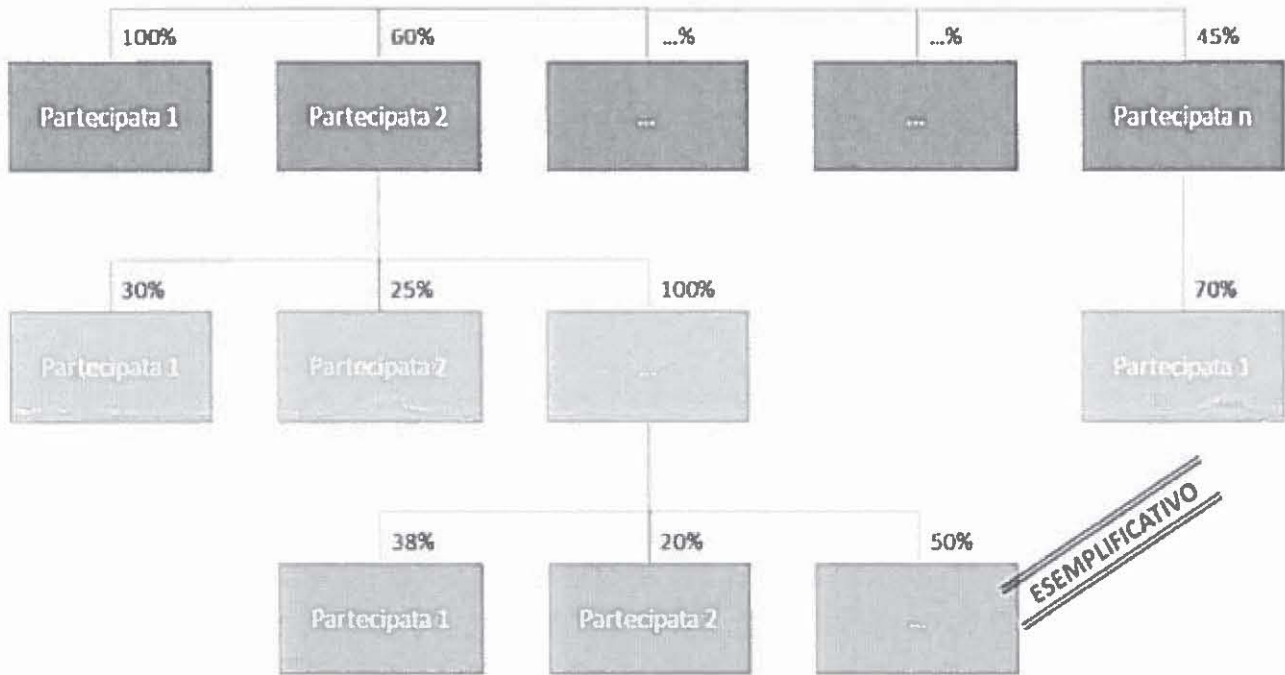 100%
60%
...%
...%
45%
Partecipata 1
Partecipata 2
...
...
Partecipata n
30%
25%
100%
70%
Partecipata 1
Partecipata 2
...
Partecipata 1
38%
20%
50%
Partecipata 1
Partecipata 2
...
ESEMPLIFICATIVO